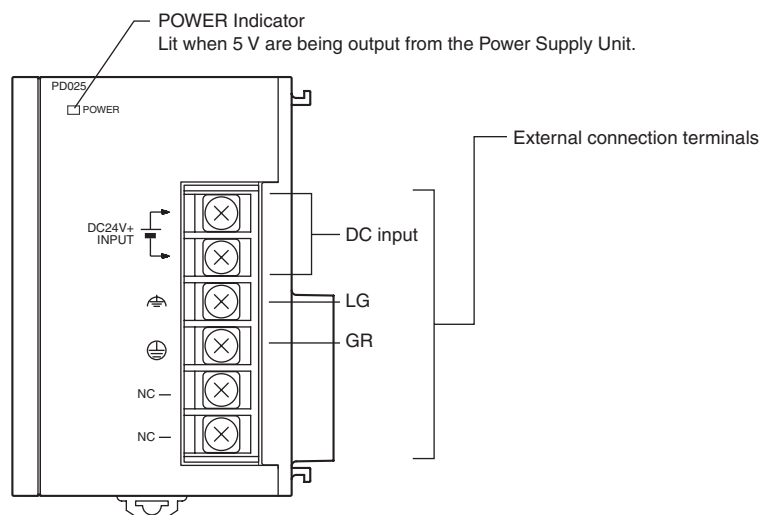 POWER Indicator
Lit when 5 V are being output from the Power Supply Unit.
PD025
POWER
External connection terminals
DC24V+
INPUT
DC input
LG
GR
NC
NC